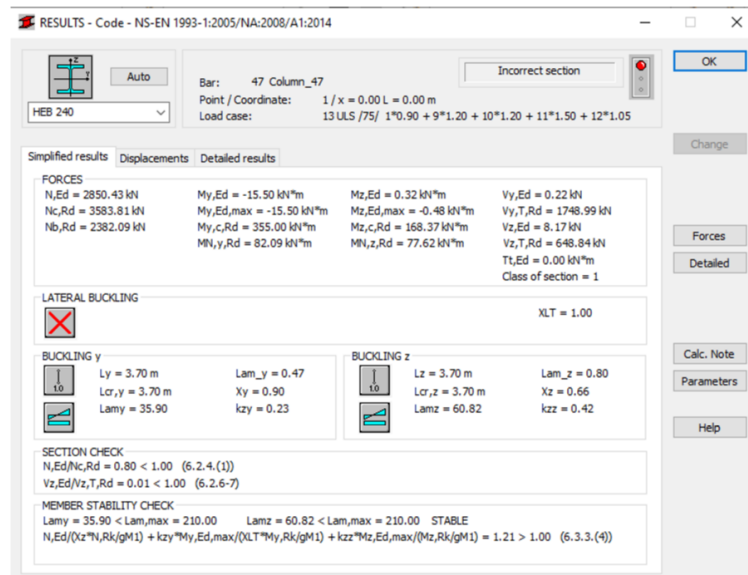 RESULTS - Code - NS-EN 1993-1:2005/NA:2008/A1:2014
Auto
HEB 240
Bar: 47 Column_47
Point / Coordinate: 1 / x = 0.00 L = 0.00 m
Load case: 13 ULS /75/ 1*0.90 + 9*1.20 + 10*1.20 + 11*1.50 + 12*1.05
Incorrect section
OK
Change
Forces
Detailed
Calc. Note
Parameters
Help
Simplified results Displacements Detailed results
FORCES
N,Ed = 2850.43 kN My,Ed = -15.50 kN*m Mz,Ed = 0.32 kN*m Vy,Ed = 0.22 kN
Nc,Rd = 3583.81 kN My,Ed,max = -15.50 kN*m Mz,Ed,max = -0.48 kN*m Vy,T,Rd = 1748.99 kN
Nb,Rd = 2382.09 kN My,c,Rd = 355.00 kN*m Mz,c,Rd = 168.37 kN*m Vz,Ed = 8.17 kN
MN,y,Rd = 82.09 kN*m MN,z,Rd = 77.62 kN*m Vz,T,Rd = 648.84 kN
Tt,Ed = 0.00 kN*m
Class of section = 1
LATERAL BUCKLING
XLT = 1.00
BUCKLING y
1.0
Ly = 3.70 m Lam_y = 0.47
Lcr,y = 3.70 m Xy = 0.90
Lamy = 35.90 kzy = 0.23
BUCKLING z
1.0
Lz = 3.70 m Lam_z = 0.80
Lcr,z = 3.70 m Xz = 0.66
Lamz = 60.82 kzz = 0.42
SECTION CHECK
N,Ed/Nc,Rd = 0.80 < 1.00 (6.2.4.(1))
Vz,Ed/Vz,T,Rd = 0.01 < 1.00 (6.2.6-7)
MEMBER STABILITY CHECK
Lamy = 35.90 < Lam,max = 210.00 Lamz = 60.82 < Lam,max = 210.00 STABLE
N,Ed/(Xz*N,Rk/gM1) + kzy*My,Ed,max/(XLT*My,Rk/gM1) + kzz*Mz,Ed,max/(Mz,Rk/gM1) = 1.21 > 1.00 (6.3.3.(4))